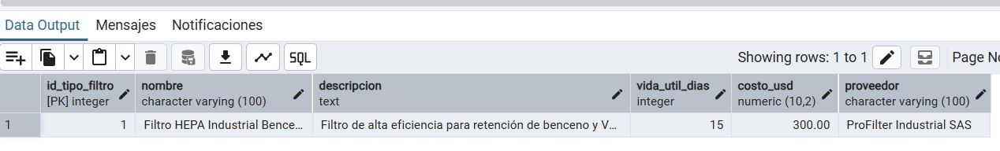 Data Output Mensajes Notificaciones
SQL Showing rows: 1 to 1 Page No
id_tipo_filtro nombre descripcion vida_util_dias costo_usd proveedor
[PK] integer character varying (100) text integer numeric (10,2) character varying (100)
1 1 Filtro HEPA Industrial Bence... Filtro de alta eficiencia para retención de benceno y V... 15 300.00 ProFilter Industrial SAS